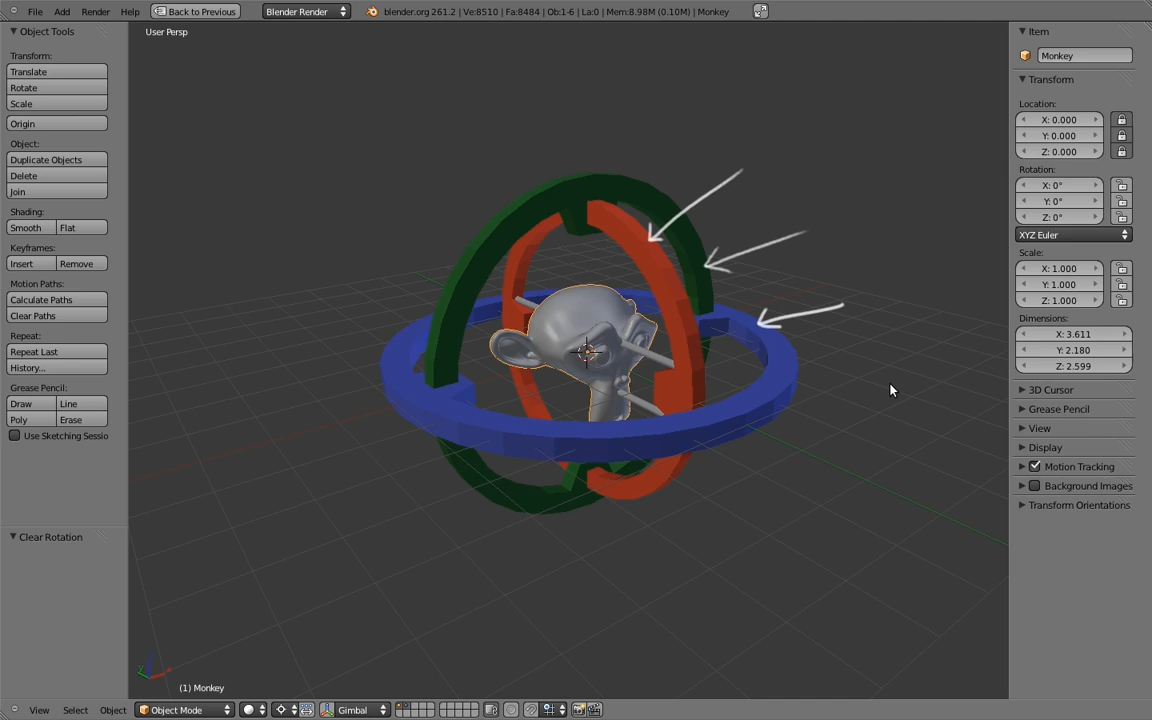 File Add Render Help Back to Previous Blender Render blender.org 261.2 | Ve:8510 | Fa:8484 | Ob:1-6 | La:0 | Mem:8.98M (0.10M) | Monkey
Object Tools
Transform:
Translate
Rotate
Scale
Origin
Object:
Duplicate Objects
Delete
Join
Shading:
Smooth Flat
Keyframes:
Insert Remove
Motion Paths:
Calculate Paths
Clear Paths
Repeat:
Repeat Last
History...
Grease Pencil:
Draw Line
Poly Erase
Use Sketching Sessio
Clear Rotation
User Persp
(1) Monkey
Item
Monkey
Transform
Location:
X: 0.000
Y: 0.000
Z: 0.000
Rotation:
X: 0°
Y: 0°
Z: 0°
XYZ Euler
Scale:
X: 1.000
Y: 1.000
Z: 1.000
Dimensions:
X: 3.611
Y: 2.180
Z: 2.599
3D Cursor
Grease Pencil
View
Display
Motion Tracking
Background Images
Transform Orientations
View Select Object Object Mode Gimbal